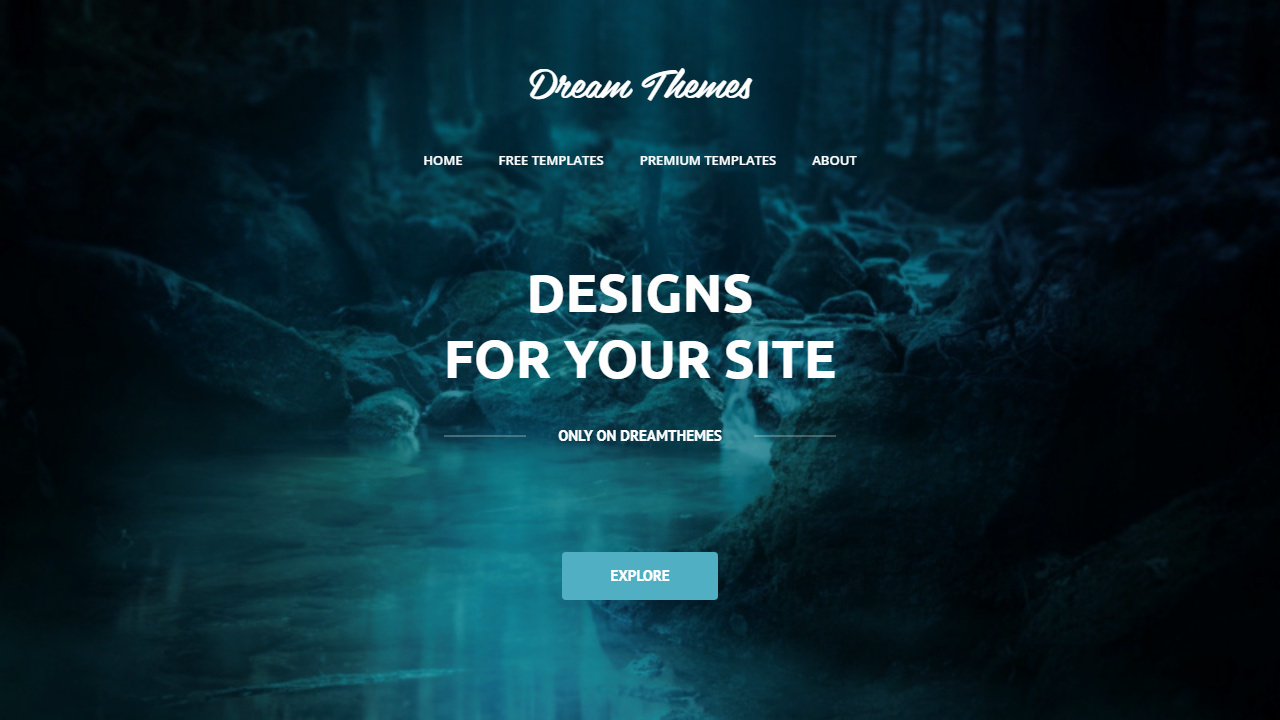 Dream Themes
HOME FREE TEMPLATES PREMIUM TEMPLATES ABOUT
DESIGNS
FOR YOUR SITE
ONLY ON DREAMTHEMES
EXPLORE